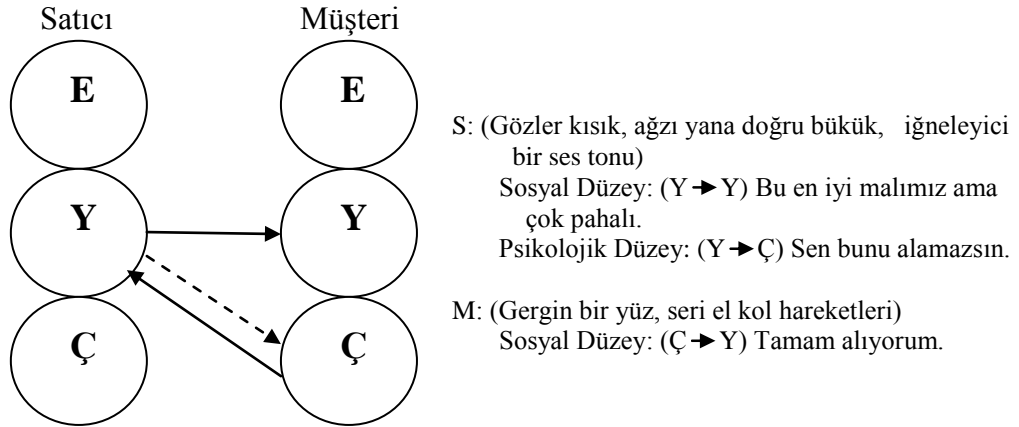 Satıcı Müşteri
E E
Y Y
Ç Ç
S: (Gözler kısık, ağzı yana doğru bükük, iğneleyici
bir ses tonu)
Sosyal Düzey: (Y→Y) Bu en iyi malımız ama
çok pahalı.
Psikolojik Düzey: (Y→Ç) Sen bunu alamazsın.
M: (Gergin bir yüz, seri el kol hareketleri)
Sosyal Düzey: (Ç→Y) Tamam alıyorum.